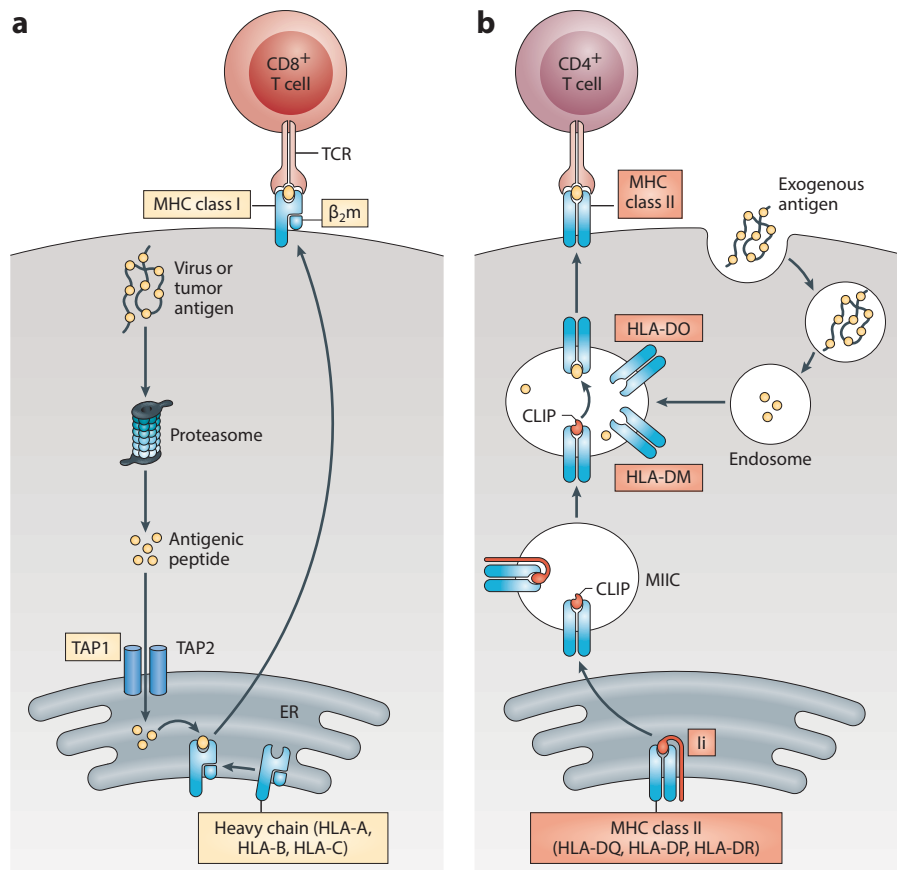 a
CD8+
T cell
TCR
MHC class I
β2m
Virus or
tumor
antigen
Proteasome
Antigenic
peptide
TAP1
TAP2
ER
Heavy chain (HLA-A,
HLA-B, HLA-C)
b
CD4+
T cell
MHC
class II
Exogenous
antigen
HLA-DO
CLIP
HLA-DM
Endosome
CLIP
MIIC
Ii
MHC class II
(HLA-DQ, HLA-DP, HLA-DR)